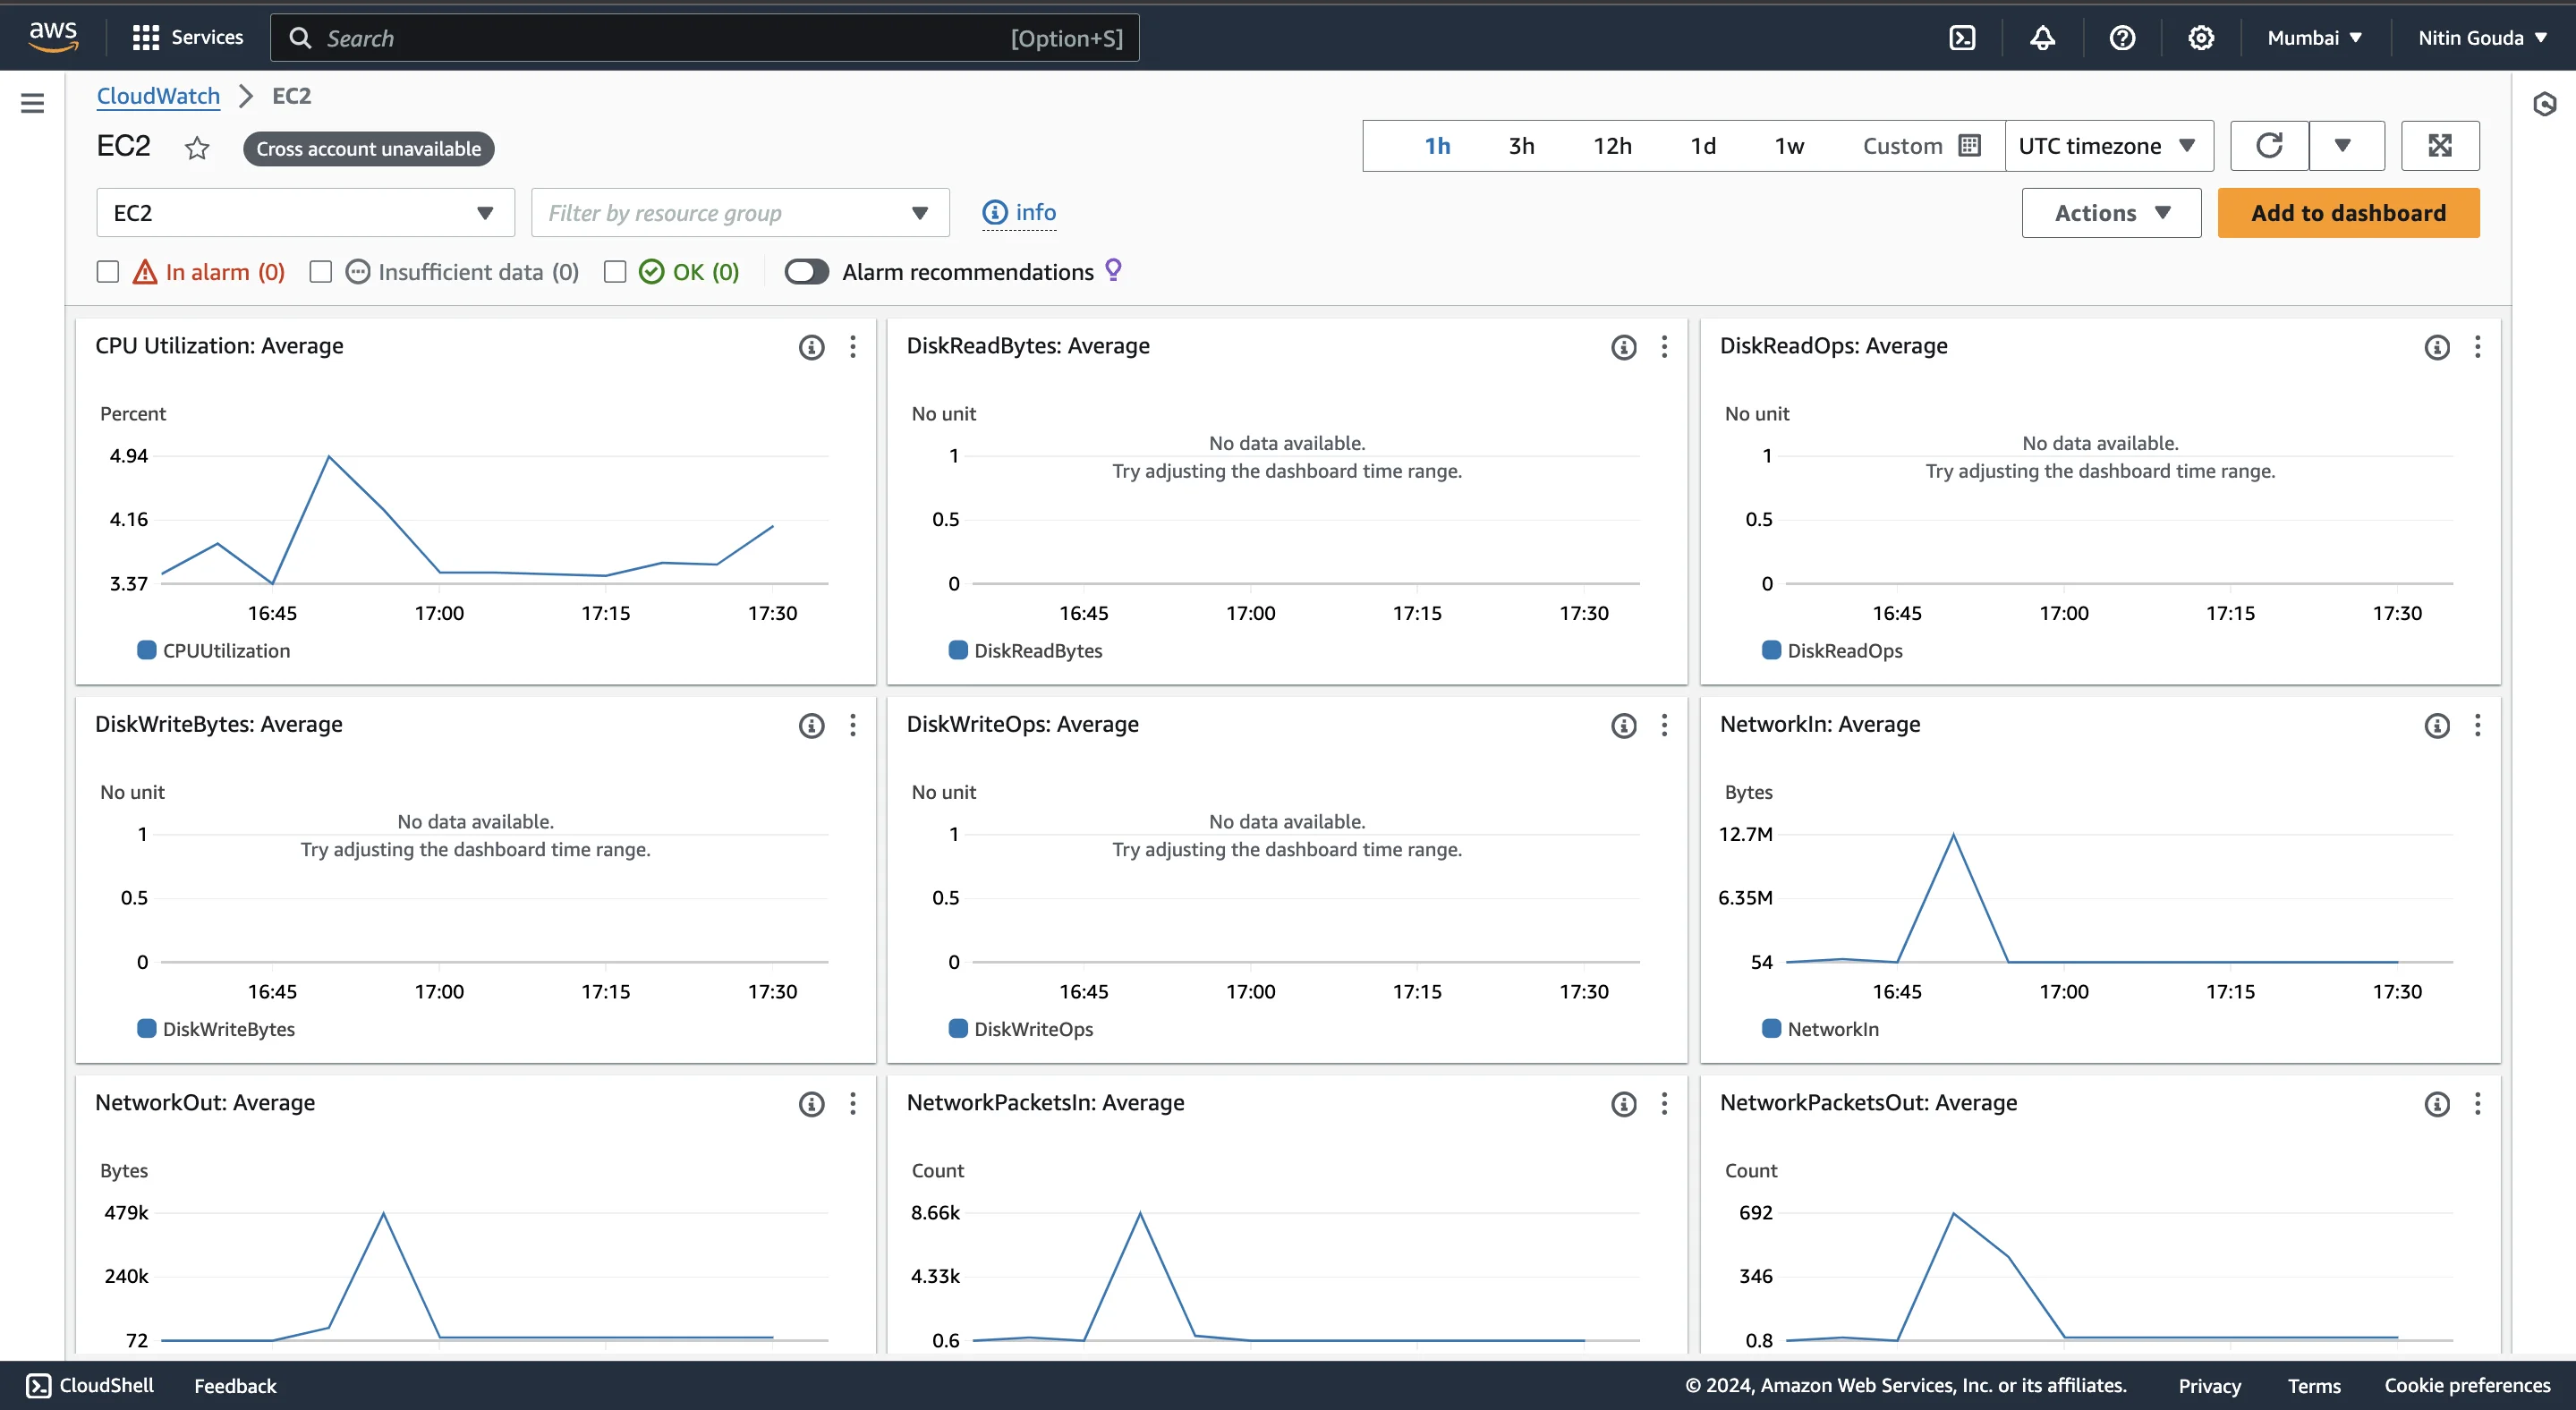 aws Services Search [Option+S] Mumbai Nitin Gouda
CloudWatch EC2
EC2 Cross account unavailable 1h 3h 12h 1d 1w Custom UTC timezone
EC2 Filter by resource group info Actions Add to dashboard
In alarm (0) Insufficient data (0) OK (0) Alarm recommendations
CPU Utilization: Average
Percent
4.94
4.16
3.37
16:45 17:00 17:15 17:30
CPUUtilization
DiskReadBytes: Average
No unit
No data available.
1
Try adjusting the dashboard time range.
0.5
0
16:45 17:00 17:15 17:30
DiskReadBytes
DiskReadOps: Average
No unit
No data available.
1
Try adjusting the dashboard time range.
0.5
0
16:45 17:00 17:15 17:30
DiskReadOps
DiskWriteBytes: Average
No unit
No data available.
1
Try adjusting the dashboard time range.
0.5
0
16:45 17:00 17:15 17:30
DiskWriteBytes
DiskWriteOps: Average
No unit
No data available.
1
Try adjusting the dashboard time range.
0.5
0
16:45 17:00 17:15 17:30
DiskWriteOps
NetworkIn: Average
Bytes
12.7M
6.35M
54
16:45 17:00 17:15 17:30
NetworkIn
NetworkOut: Average
Bytes
479k
240k
72
NetworkPacketsIn: Average
Count
8.66k
4.33k
0.6
NetworkPacketsOut: Average
Count
692
346
0.8
CloudShell Feedback © 2024, Amazon Web Services, Inc. or its affiliates. Privacy Terms Cookie preferences